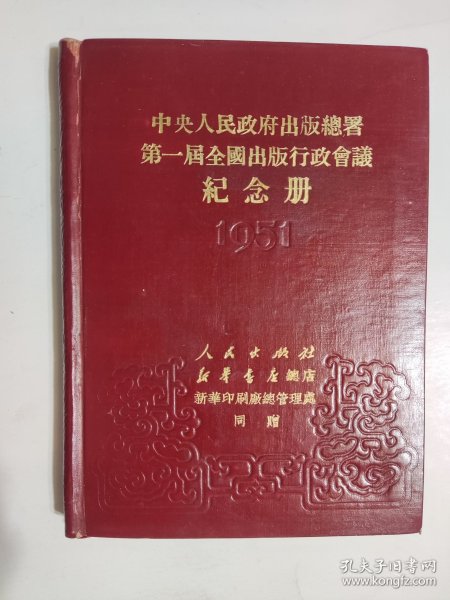 中央人民政府出版總署
第一屆全國出版行政會議
紀念册
1951
人民出版社
新華書店總店
新華印刷廠總管理處
同贈
孔夫子旧书网
www.kongfz.com